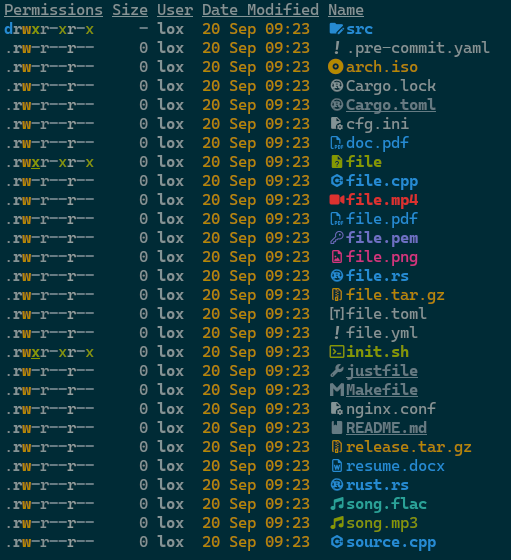 Permissions Size User Date Modified Name
drwxr-xr-x - lox 20 Sep 09:23 src
.rw-r--r-- 0 lox 20 Sep 09:23 .pre-commit.yaml
.rw-r--r-- 0 lox 20 Sep 09:23 arch.iso
.rw-r--r-- 0 lox 20 Sep 09:23 Cargo.lock
.rw-r--r-- 0 lox 20 Sep 09:23 Cargo.toml
.rw-r--r-- 0 lox 20 Sep 09:23 cfg.ini
.rw-r--r-- 0 lox 20 Sep 09:23 doc.pdf
.rwxr-xr-x 0 lox 20 Sep 09:23 file
.rw-r--r-- 0 lox 20 Sep 09:23 file.cpp
.rw-r--r-- 0 lox 20 Sep 09:23 file.mp4
.rw-r--r-- 0 lox 20 Sep 09:23 file.pdf
.rw-r--r-- 0 lox 20 Sep 09:23 file.pem
.rw-r--r-- 0 lox 20 Sep 09:23 file.png
.rw-r--r-- 0 lox 20 Sep 09:23 file.rs
.rw-r--r-- 0 lox 20 Sep 09:23 file.tar.gz
.rw-r--r-- 0 lox 20 Sep 09:23 file.toml
.rw-r--r-- 0 lox 20 Sep 09:23 file.yml
.rwxr-xr-x 0 lox 20 Sep 09:23 init.sh
.rw-r--r-- 0 lox 20 Sep 09:23 justfile
.rw-r--r-- 0 lox 20 Sep 09:23 Makefile
.rw-r--r-- 0 lox 20 Sep 09:23 nginx.conf
.rw-r--r-- 0 lox 20 Sep 09:23 README.md
.rw-r--r-- 0 lox 20 Sep 09:23 release.tar.gz
.rw-r--r-- 0 lox 20 Sep 09:23 resume.docx
.rw-r--r-- 0 lox 20 Sep 09:23 rust.rs
.rw-r--r-- 0 lox 20 Sep 09:23 song.flac
.rw-r--r-- 0 lox 20 Sep 09:23 song.mp3
.rw-r--r-- 0 lox 20 Sep 09:23 source.cpp